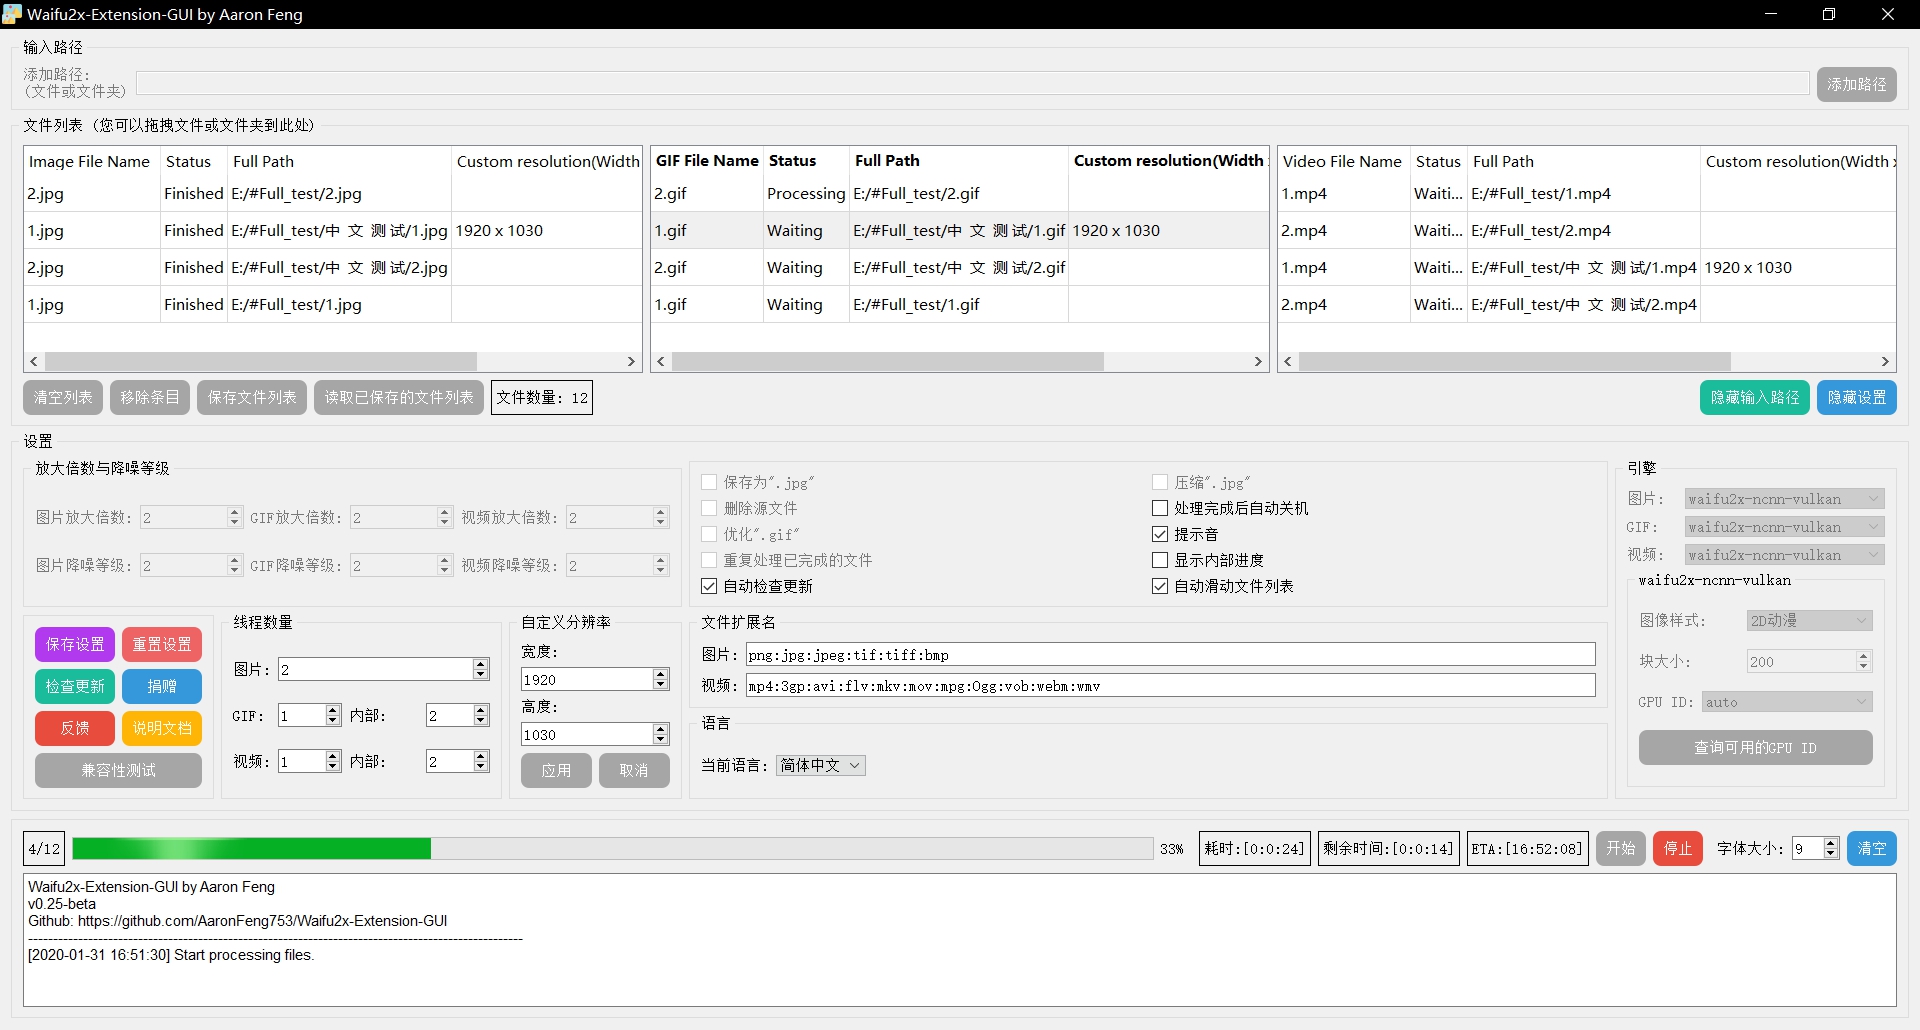 Waifu2x-Extension-GUI by Aaron Feng
输入路径
添加路径:
(文件或文件夹)
添加路径
文件列表 (您可以拖拽文件或文件夹到此处)
Image File Name Status Full Path Custom resolution(Width
2.jpg Finished E:/#Full_test/2.jpg
1.jpg Finished E:/#Full_test/中 文 测 试/1.jpg 1920 x 1030
2.jpg Finished E:/#Full_test/中 文 测 试/2.jpg
1.jpg Finished E:/#Full_test/1.jpg
GIF File Name Status Full Path Custom resolution(Width
2.gif Processing E:/#Full_test/2.gif
1.gif Waiting E:/#Full_test/中 文 测 试/1.gif 1920 x 1030
2.gif Waiting E:/#Full_test/中 文 测 试/2.gif
1.gif Waiting E:/#Full_test/1.gif
Video File Name Status Full Path Custom resolution(Width x
1.mp4 Waiti... E:/#Full_test/1.mp4
2.mp4 Waiti... E:/#Full_test/2.mp4
1.mp4 Waiti... E:/#Full_test/中 文 测 试/1.mp4 1920 x 1030
2.mp4 Waiti... E:/#Full_test/中 文 测 试/2.mp4
清空列表 移除条目 保存文件列表 读取已保存的文件列表 文件数量: 12 隐藏输入路径 隐藏设置
设置
放大倍数与降噪等级
图片放大倍数: 2 GIF放大倍数: 2 视频放大倍数: 2
图片降噪等级: 2 GIF降噪等级: 2 视频降噪等级: 2
保存为".jpg"
删除源文件
优化".gif"
重复处理已完成的文件
自动检查更新
压缩".jpg"
处理完成后自动关机
提示音
显示内部进度
自动滑动文件列表
引擎
图片: waifu2x-ncnn-vulkan
GIF: waifu2x-ncnn-vulkan
视频: waifu2x-ncnn-vulkan
waifu2x-ncnn-vulkan
图像样式: 2D动漫
块大小: 200
GPU ID: auto
查询可用的GPU ID
保存设置 重置设置
检查更新 捐赠
反馈 说明文档
兼容性测试
线程数量
图片: 2
GIF: 1 内部: 2
视频: 1 内部: 2
自定义分辨率
宽度:
1920
高度:
1030
应用 取消
文件扩展名
图片: png:jpg:jpeg:tif:tiff:bmp
视频: mp4:3gp:avi:flv:mkv:mov:mpg:Ogg:vob:webm:wmv
语言
当前语言: 简体中文
4/12 33% 耗时:[0:0:24] 剩余时间:[0:0:14] ETA:[16:52:08] 开始 停止 字体大小: 9 清空
Waifu2x-Extension-GUI by Aaron Feng
v0.25-beta
Github: https://github.com/AaronFeng753/Waifu2x-Extension-GUI
---------------------------------------------------------------------------------------------------
[2020-01-31 16:51:30] Start processing files.